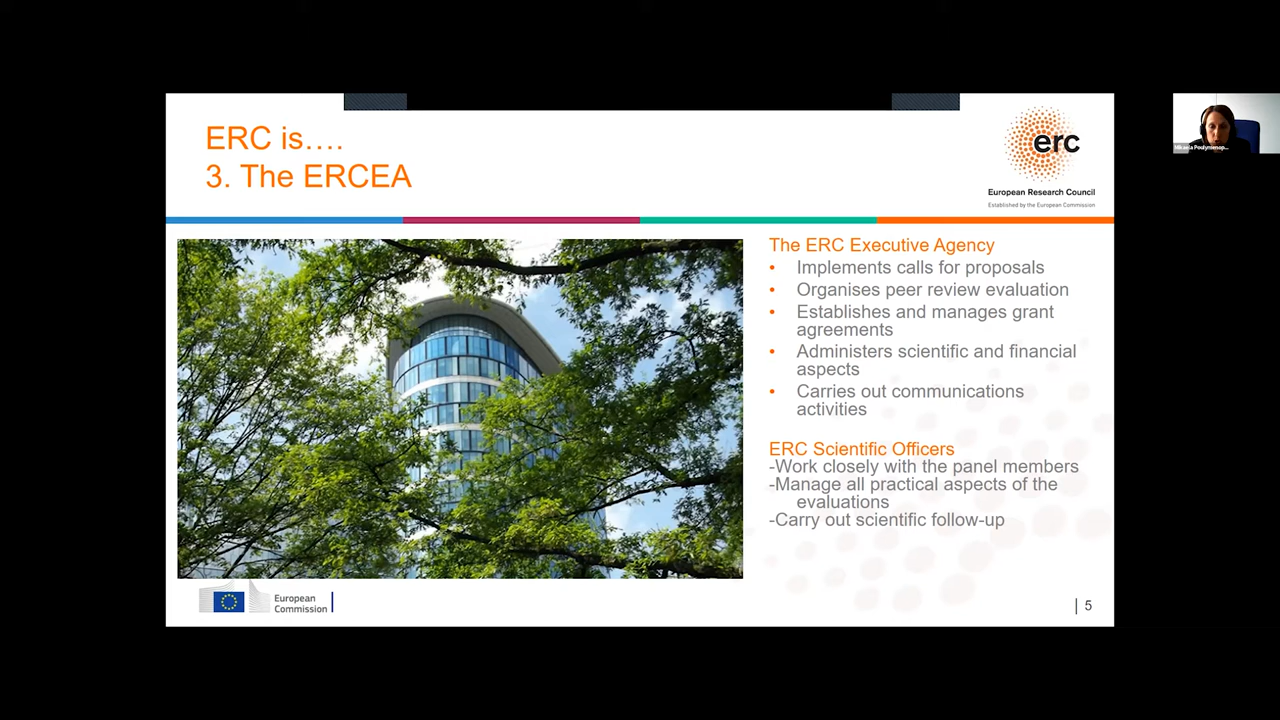 ERC is….
3. The ERCEA
erc
European Research Council
Established by the European Commission
The ERC Executive Agency
• Implements calls for proposals
• Organises peer review evaluation
• Establishes and manages grant
agreements
• Administers scientific and financial
aspects
• Carries out communications
activities
ERC Scientific Officers
-Work closely with the panel members
-Manage all practical aspects of the
evaluations
-Carry out scientific follow-up
European
Commission
| 5